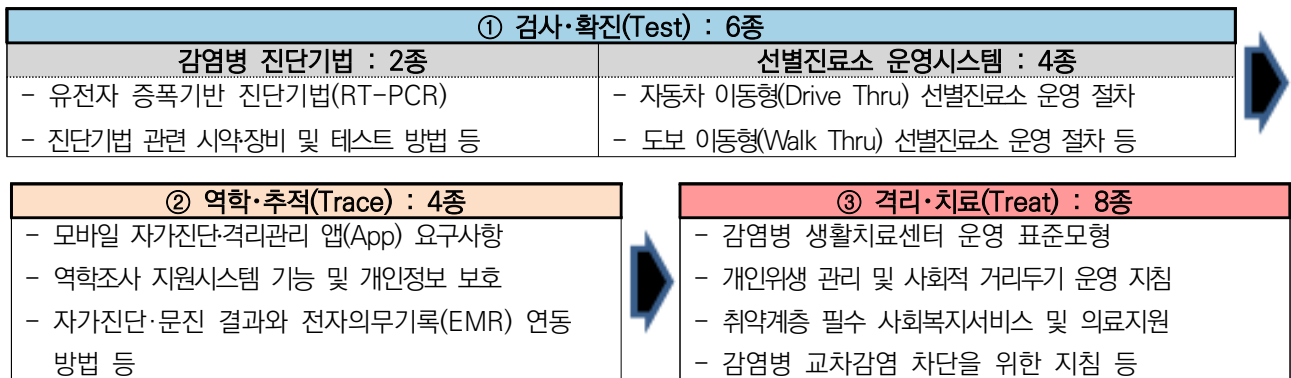 ① 검사·확진(Test) : 6종
감염병 진단기법 : 2종
- 유전자 증폭기반 진단기법(RT-PCR)
- 진단기법 관련 시약·장비 및 테스트 방법 등
선별진료소 운영시스템 : 4종
- 자동차 이동형(Drive Thru) 선별진료소 운영 절차
- 도보 이동형(Walk Thru) 선별진료소 운영 절차 등
② 역학·추적(Trace) : 4종
- 모바일 자가진단·격리관리 앱(App) 요구사항
- 역학조사 지원시스템 기능 및 개인정보 보호
- 자가진단·문진 결과와 전자의무기록(EMR) 연동
방법 등
③ 격리·치료(Treat) : 8종
- 감염병 생활치료센터 운영 표준모형
- 개인위생 관리 및 사회적 거리두기 운영 지침
- 취약계층 필수 사회복지서비스 및 의료지원
- 감염병 교차감염 차단을 위한 지침 등